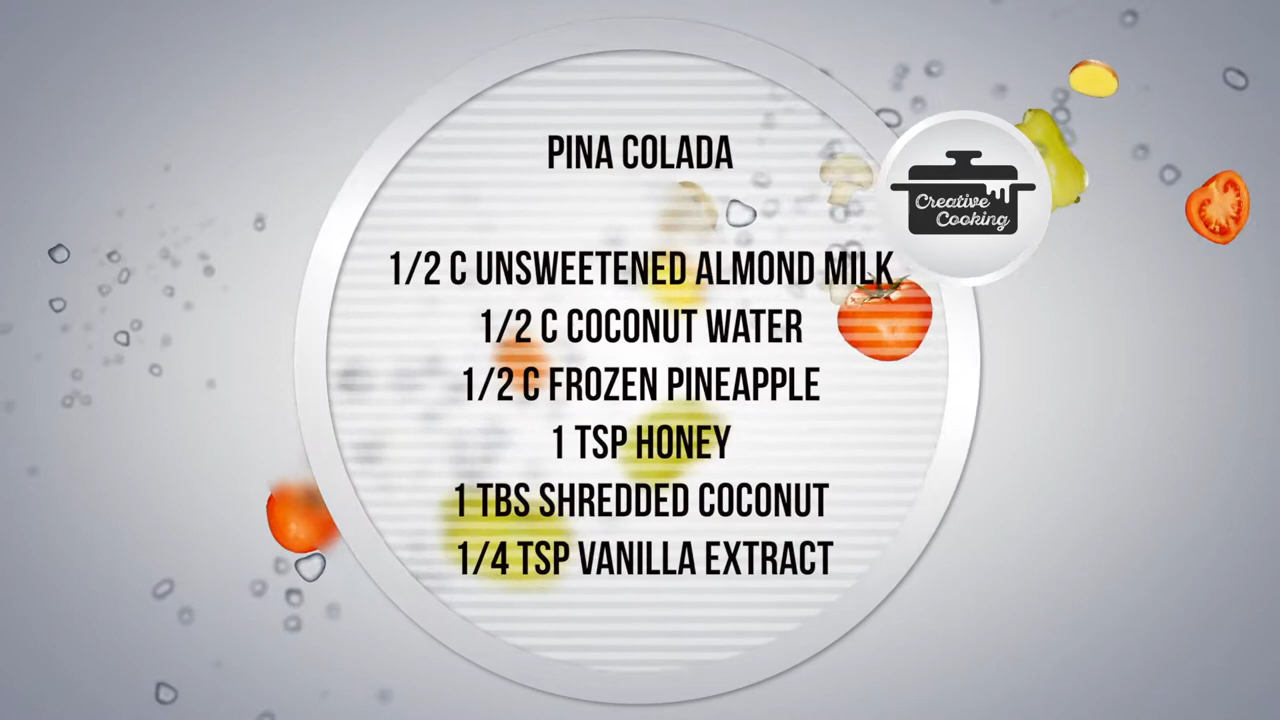 PINA COLADA
Creative
Cooking
1/2 C UNSWEETENED ALMOND MILK
1/2 C COCONUT WATER
1/2 C FROZEN PINEAPPLE
1 TSP HONEY
1 TBS SHREDDED COCONUT
1/4 TSP VANILLA EXTRACT